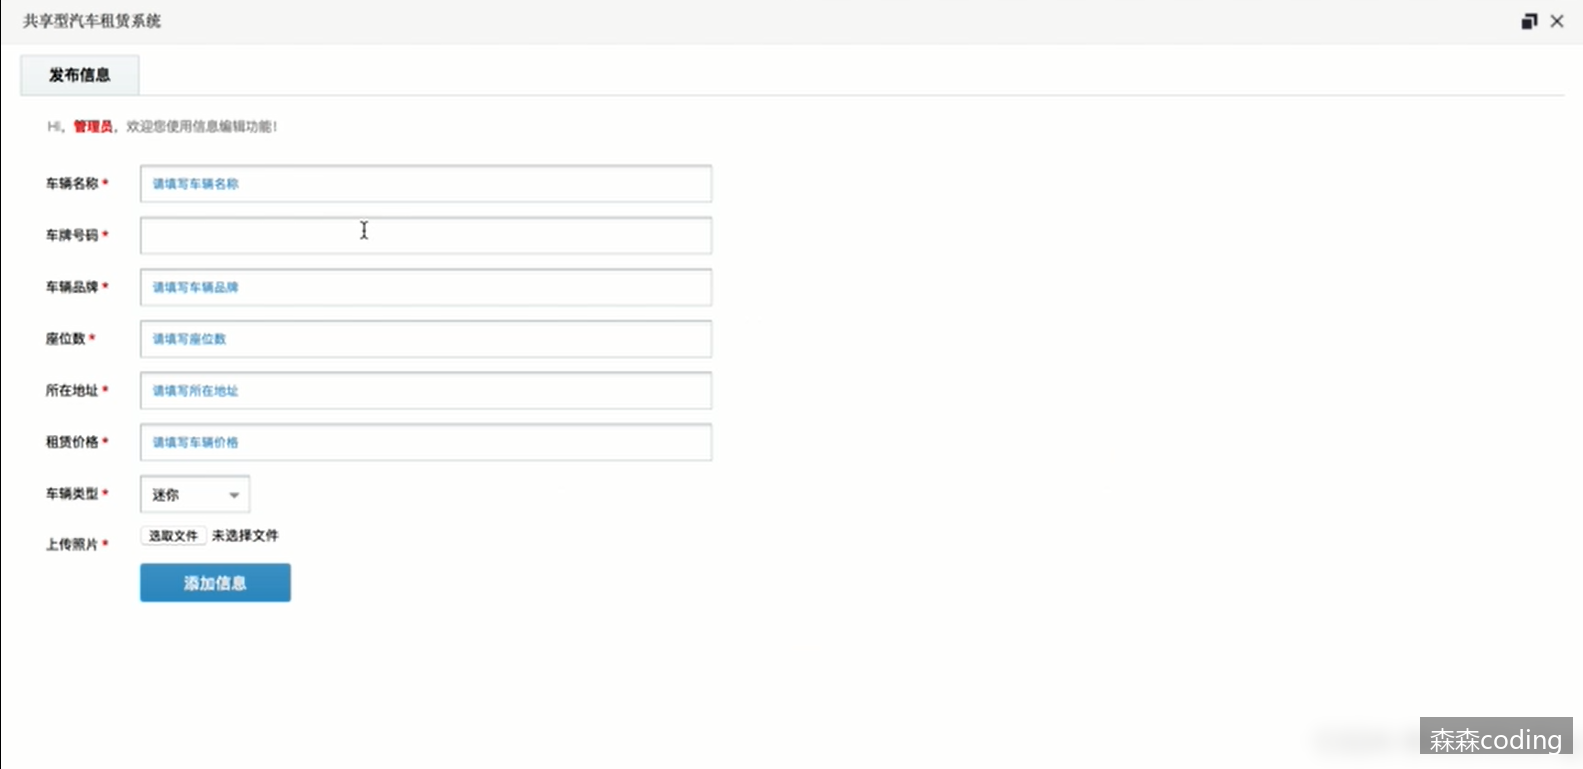 共享型汽车租赁系统
发布信息
HI，管理员，欢迎您使用信息编辑功能！
车辆名称* 请填写车辆名称
车牌号码*
车辆品牌* 请填写车辆品牌
座位数* 请填写座位数
所在地址* 请填写所在地址
租赁价格* 请填写车辆价格
车辆类型* 迷你
上传照片* 选取文件 未选择文件
添加信息
森森coding